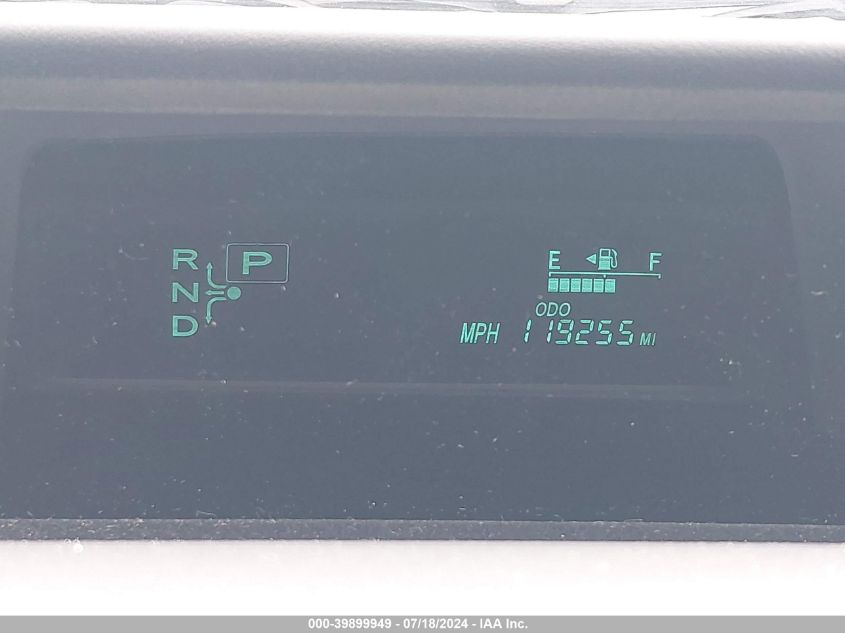 R P
N
D
E F
ODO
MPH 119255 MI
000-39899949 - 07/18/2024 - IAA Inc.